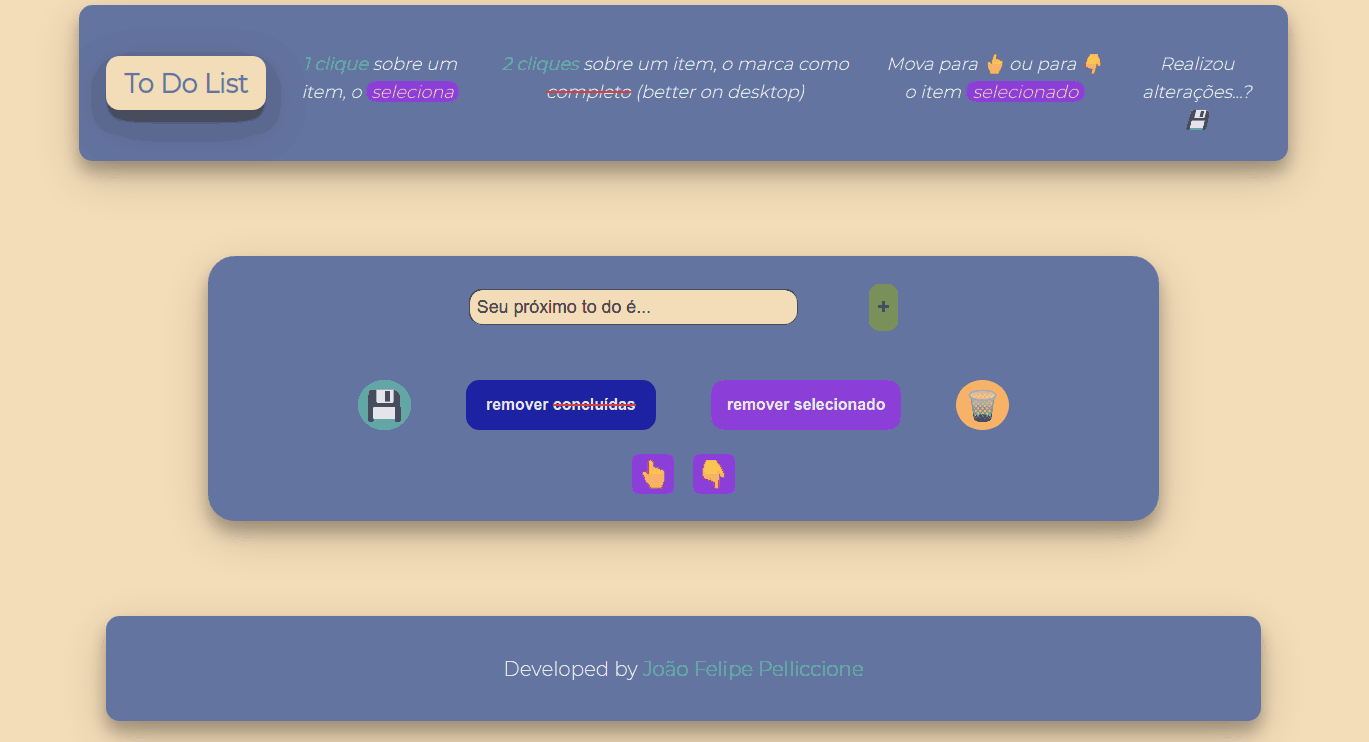 To Do List
1 clique sobre um
item, o seleciona
2 cliques sobre um item, o marca como
completo (better on desktop)
Mova para 👆 ou para 👇
o item selecionado
Realizou
alterações...?
💾
Seu próximo to do é...
+
remover concluídas
remover selecionado
Developed by João Felipe Pelliccione